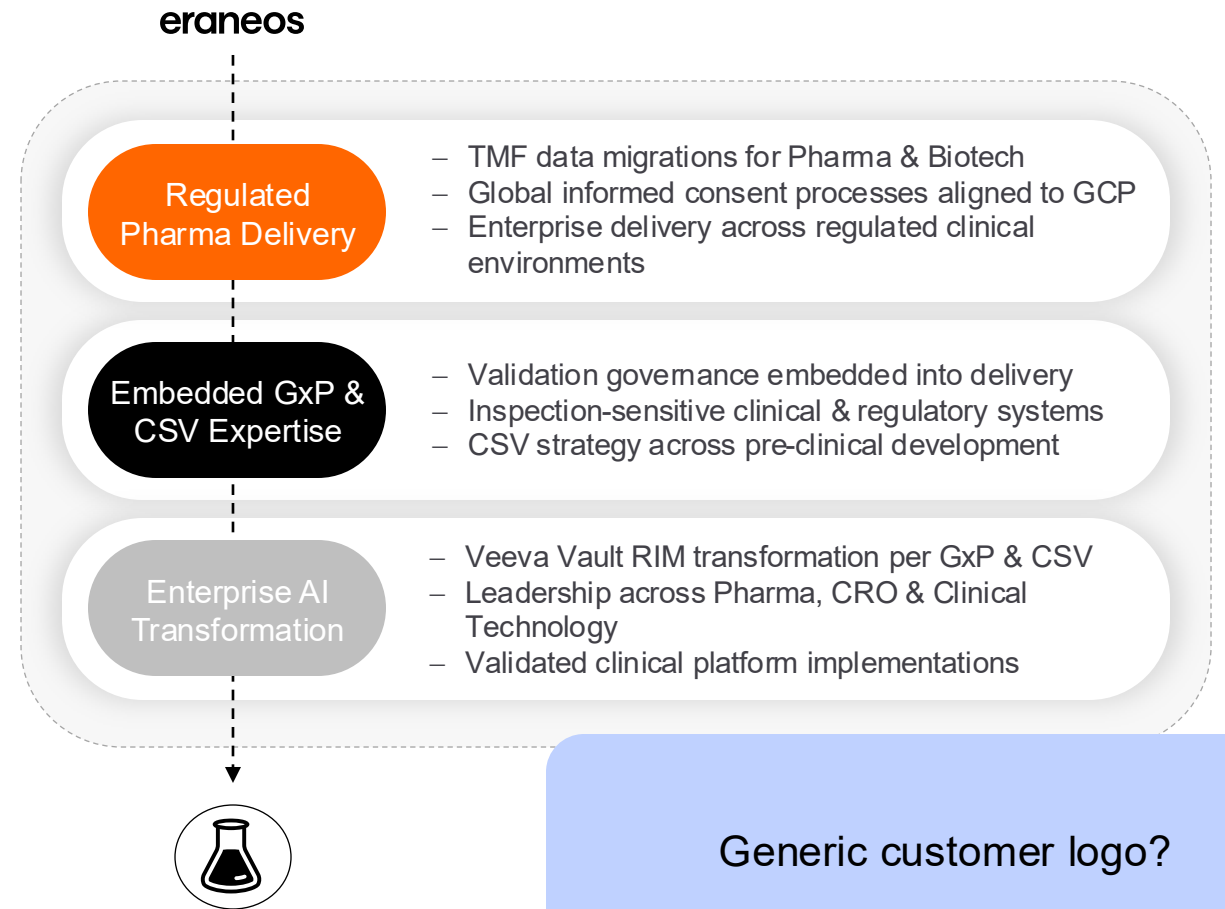 eraneos
Regulated
Pharma Delivery
– TMF data migrations for Pharma & Biotech
– Global informed consent processes aligned to GCP
– Enterprise delivery across regulated clinical
environments
Embedded GxP &
CSV Expertise
– Validation governance embedded into delivery
– Inspection-sensitive clinical & regulatory systems
– CSV strategy across pre-clinical development
Enterprise AI
Transformation
– Veeva Vault RIM transformation per GxP & CSV
– Leadership across Pharma, CRO & Clinical
Technology
– Validated clinical platform implementations
Generic customer logo?